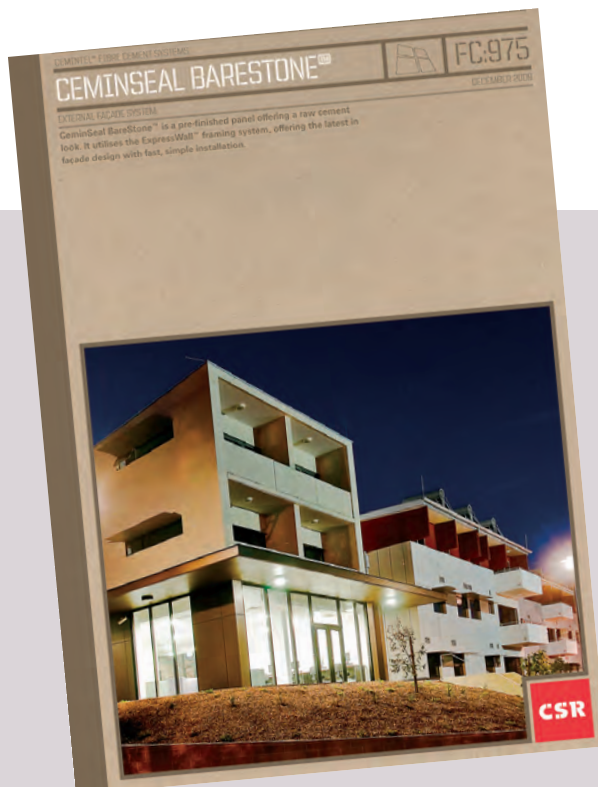 CEMINTEL® FIBRE CEMENT SYSTEMS
CEMINSEAL BARESTONE™
FC:975
DECEMBER 2009
EXTERNAL FACADE SYSTEM
CeminSeal BareStone™ is a pre-finished panel offering a raw cement
look. It utilises the ExpressWall™ framing system, offering the latest in
façade design with fast, simple installation.
CSR